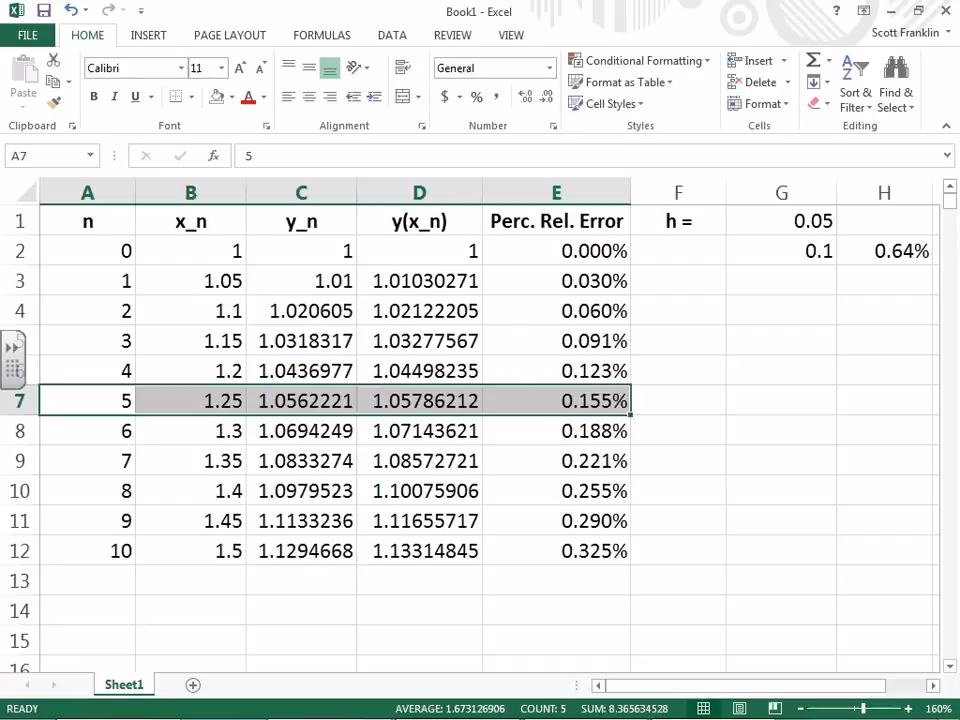 Book1 - Excel
?
FILE HOME INSERT PAGE LAYOUT FORMULAS DATA REVIEW VIEW Scott Franklin
Paste
Calibri 11
B I U A
General
$ % , .0 .00
Conditional Formatting
Format as Table
Cell Styles
Insert
Delete
Format
Sort & Filter
Find & Select
Clipboard Font Alignment Number Styles Cells Editing
A7 fx 5
A B C D E F G H
1 n x_n y_n y(x_n) Perc. Rel. Error h = 0.05
2 0 1 1 1 0.000% 0.1 0.64%
3 1 1.05 1.01 1.01030271 0.030%
4 2 1.1 1.020605 1.02122205 0.060%
3 1.15 1.0318317 1.03277567 0.091%
4 1.2 1.0436977 1.04498235 0.123%
7 5 1.25 1.0562221 1.05786212 0.155%
8 6 1.3 1.0694249 1.07143621 0.188%
9 7 1.35 1.0833274 1.08572721 0.221%
10 8 1.4 1.0979523 1.10075906 0.255%
11 9 1.45 1.1133236 1.11655717 0.290%
12 10 1.5 1.1294668 1.13314845 0.325%
13
14
15
16
Sheet1
READY AVERAGE: 1.673126906 COUNT: 5 SUM: 8.365634528 160%